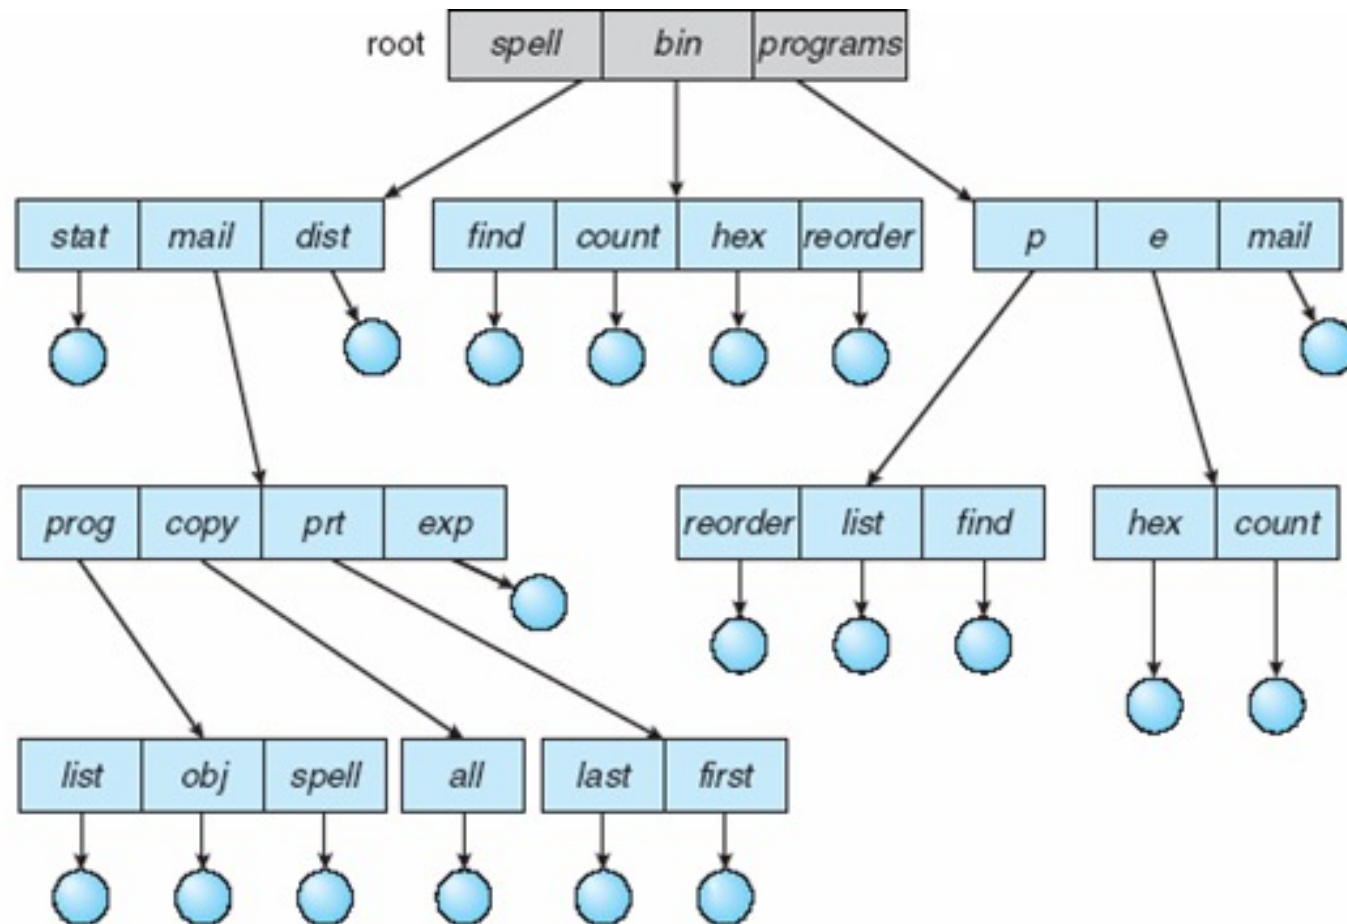 root spell bin programs
stat mail dist find count hex reorder p e mail
prog copy prt exp reorder list find hex count
list obj spell all last first